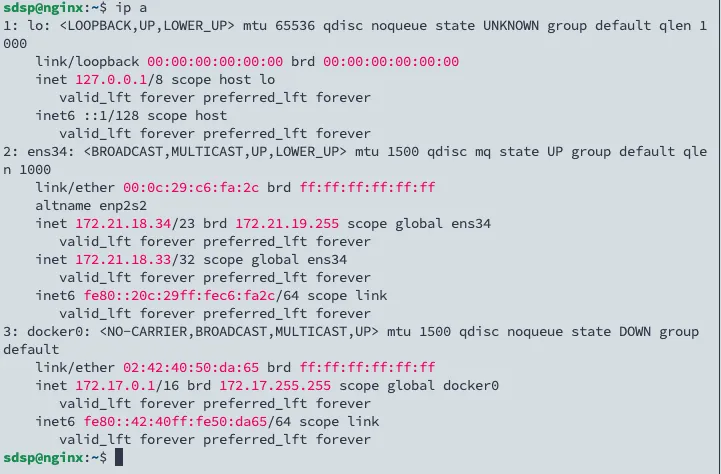 sdsp@nginx:~$ ip a
1: lo: <LOOPBACK,UP,LOWER_UP> mtu 65536 qdisc noqueue state UNKNOWN group default qlen 1
000
    link/loopback 00:00:00:00:00:00 brd 00:00:00:00:00:00
    inet 127.0.0.1/8 scope host lo
       valid_lft forever preferred_lft forever
    inet6 ::1/128 scope host
       valid_lft forever preferred_lft forever
2: ens34: <BROADCAST,MULTICAST,UP,LOWER_UP> mtu 1500 qdisc mq state UP group default qle
n 1000
    link/ether 00:0c:29:c6:fa:2c brd ff:ff:ff:ff:ff:ff
    altname enp2s2
    inet 172.21.18.34/23 brd 172.21.19.255 scope global ens34
       valid_lft forever preferred_lft forever
    inet 172.21.18.33/32 scope global ens34
       valid_lft forever preferred_lft forever
    inet6 fe80::20c:29ff:fec6:fa2c/64 scope link
       valid_lft forever preferred_lft forever
3: docker0: <NO-CARRIER,BROADCAST,MULTICAST,UP> mtu 1500 qdisc noqueue state DOWN group
default
    link/ether 02:42:40:50:da:65 brd ff:ff:ff:ff:ff:ff
    inet 172.17.0.1/16 brd 172.17.255.255 scope global docker0
       valid_lft forever preferred_lft forever
    inet6 fe80::42:40ff:fe50:da65/64 scope link
       valid_lft forever preferred_lft forever
sdsp@nginx:~$